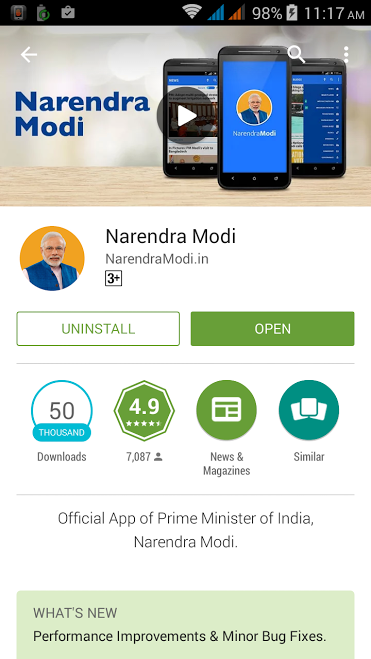 98% 11:17 AM
Narendra
Modi
NEWS
NarendraModi
Narendra Modi
NarendraModi.in
3+
UNINSTALL
OPEN
50
THOUSAND
Downloads
4.9
7,087
News &
Magazines
Similar
Official App of Prime Minister of India,
Narendra Modi.
WHAT'S NEW
Performance Improvements & Minor Bug Fixes.